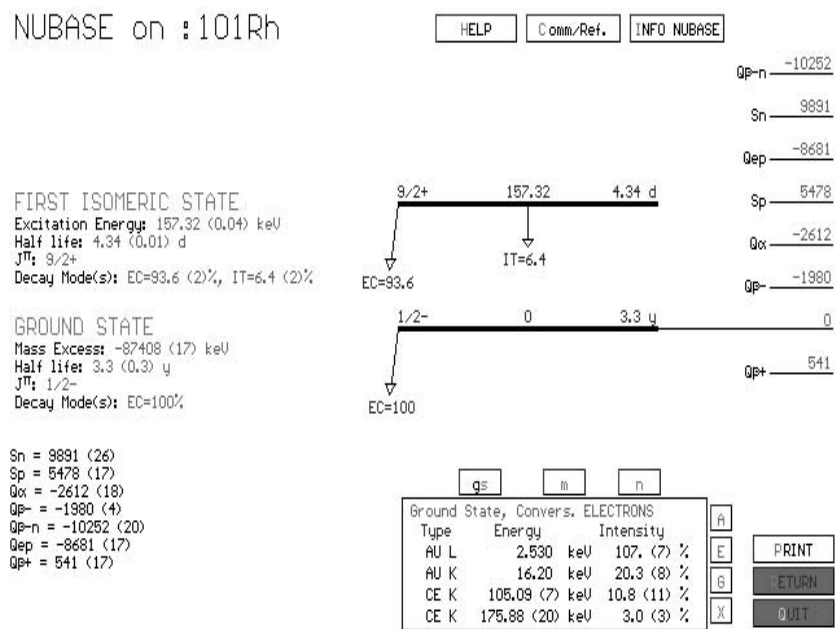 NUBASE on :101Rh
HELP
Comm/Ref.
INFO NUBASE
Qβ-n -10252
Sn 9891
Qep -8681
Sp 5478
Qα -2612
Qβ- -1980
0
Qβ+ 541
FIRST ISOMERIC STATE
Excitation Energy: 157.32 (0.04) keV
Half life: 4.34 (0.01) d
Jπ: 9/2+
Decay Mode(s): EC=93.6 (2)%, IT=6.4 (2)%
9/2+ 157.32 4.34 d
IT=6.4
EC=93.6
GROUND STATE
Mass Excess: -87408 (17) keV
Half life: 3.3 (0.3) y
Jπ: 1/2-
Decay Mode(s): EC=100%
1/2- 0 3.3 y
EC=100
Sn = 9891 (26)
Sp = 5478 (17)
Qα = -2612 (18)
Qβ- = -1980 (4)
Qβ-n = -10252 (20)
Qep = -8681 (17)
Qβ+ = 541 (17)
gs
m
n
Ground State, Convers. ELECTRONS
Type Energy Intensity
AU L 2.530 keV 107. (7) %
AU K 16.20 keV 20.3 (8) %
CE K 105.09 (7) keV 10.8 (11) %
CE K 175.88 (20) keV 3.0 (3) %
A
E
G
X
PRINT
RETURN
QUIT